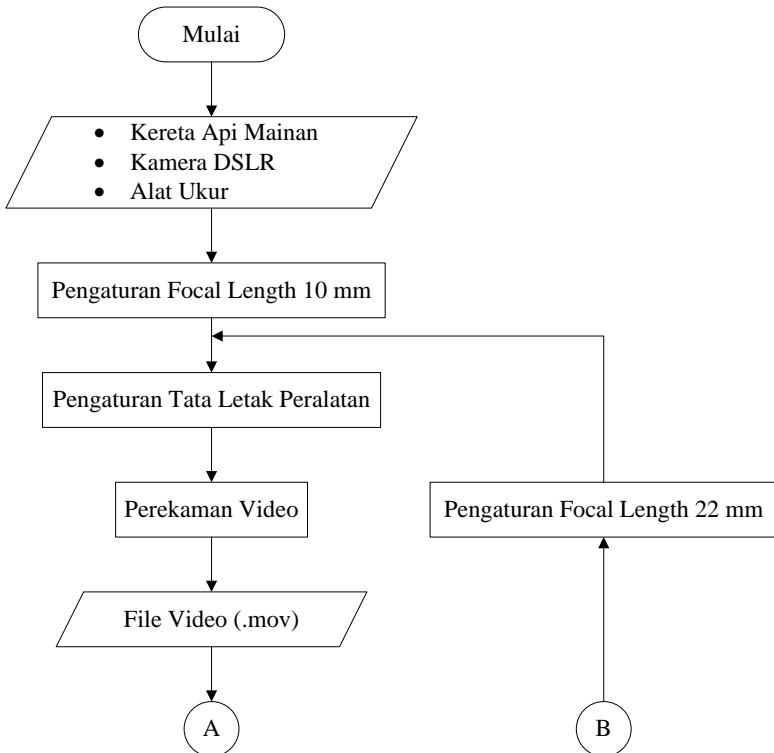 Mulai
• Kereta Api Mainan
• Kamera DSLR
• Alat Ukur
Pengaturan Focal Length 10 mm
Pengaturan Tata Letak Peralatan
Perekaman Video
Pengaturan Focal Length 22 mm
File Video (.mov)
A
B